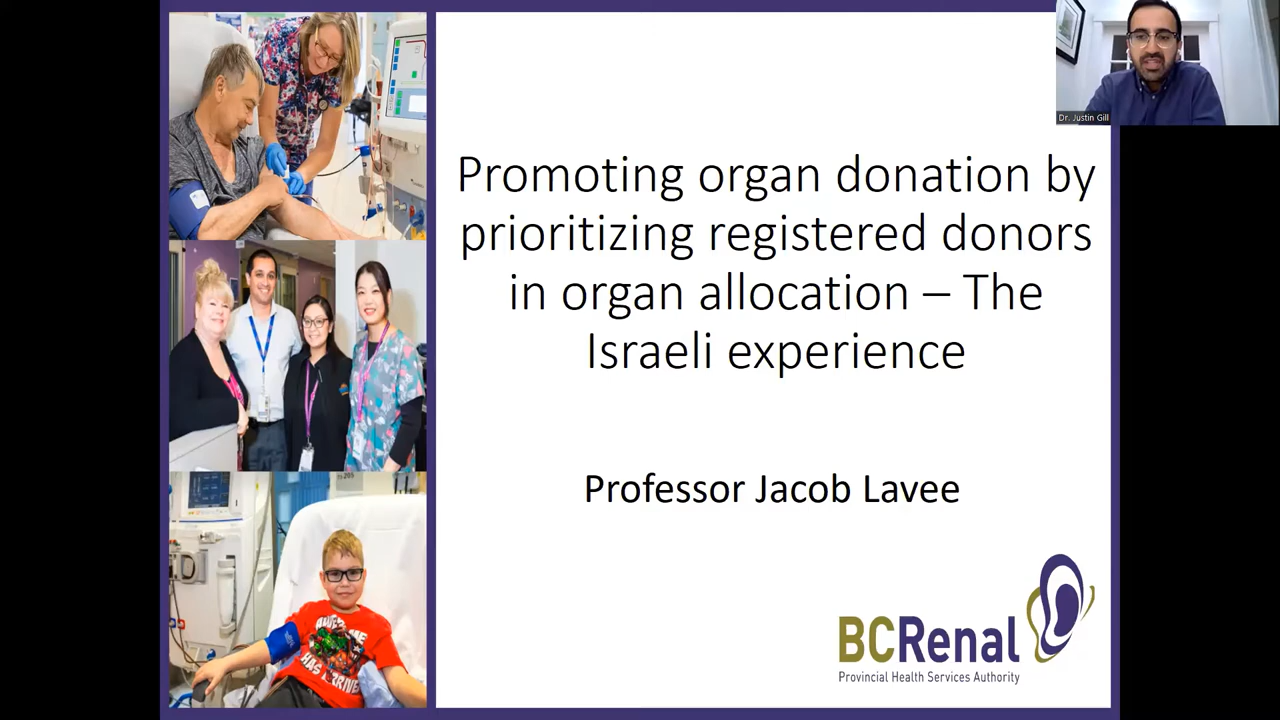 Dr. Justin Gill
Promoting organ donation by
prioritizing registered donors
in organ allocation – The
Israeli experience
Professor Jacob Lavee
BCRenal
Provincial Health Services Authority